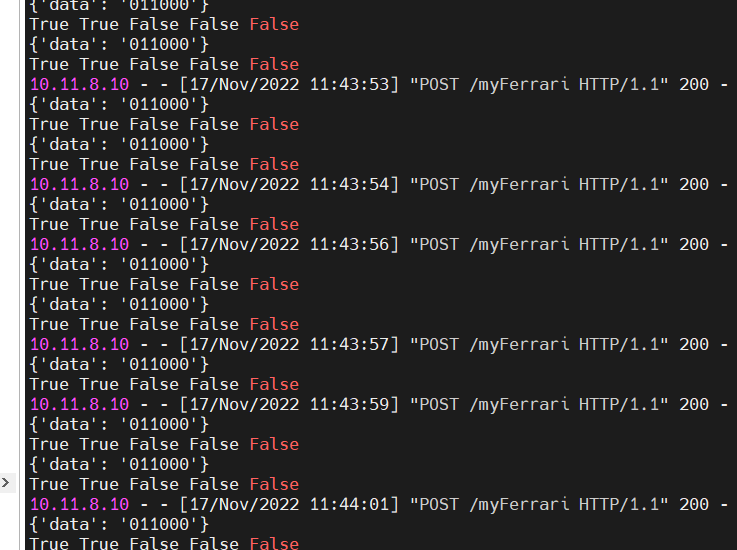 {'data': '011000'}
True True False False False
{'data': '011000'}
True True False False False
10.11.8.10 - - [17/Nov/2022 11:43:53] "POST /myFerrari HTTP/1.1" 200 -
{'data': '011000'}
True True False False False
{'data': '011000'}
True True False False False
10.11.8.10 - - [17/Nov/2022 11:43:54] "POST /myFerrari HTTP/1.1" 200 -
{'data': '011000'}
True True False False False
10.11.8.10 - - [17/Nov/2022 11:43:56] "POST /myFerrari HTTP/1.1" 200 -
{'data': '011000'}
True True False False False
{'data': '011000'}
True True False False False
10.11.8.10 - - [17/Nov/2022 11:43:57] "POST /myFerrari HTTP/1.1" 200 -
{'data': '011000'}
True True False False False
10.11.8.10 - - [17/Nov/2022 11:43:59] "POST /myFerrari HTTP/1.1" 200 -
{'data': '011000'}
True True False False False
{'data': '011000'}
True True False False False
10.11.8.10 - - [17/Nov/2022 11:44:01] "POST /myFerrari HTTP/1.1" 200 -
{'data': '011000'}
True True False False False